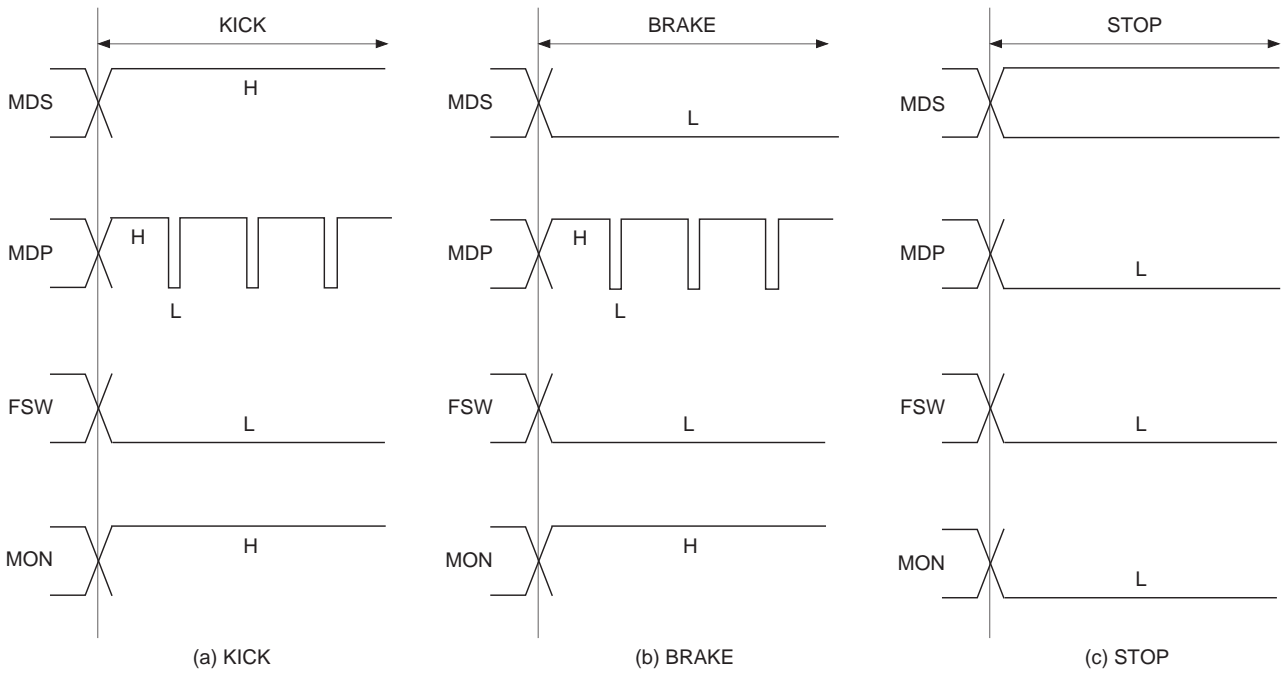 KICK
MDS
H
MDP
H
L
FSW
L
MON
H
(a) KICK
BRAKE
MDS
L
MDP
H
L
FSW
L
MON
H
(b) BRAKE
STOP
MDS
MDP
L
FSW
L
MON
L
(c) STOP